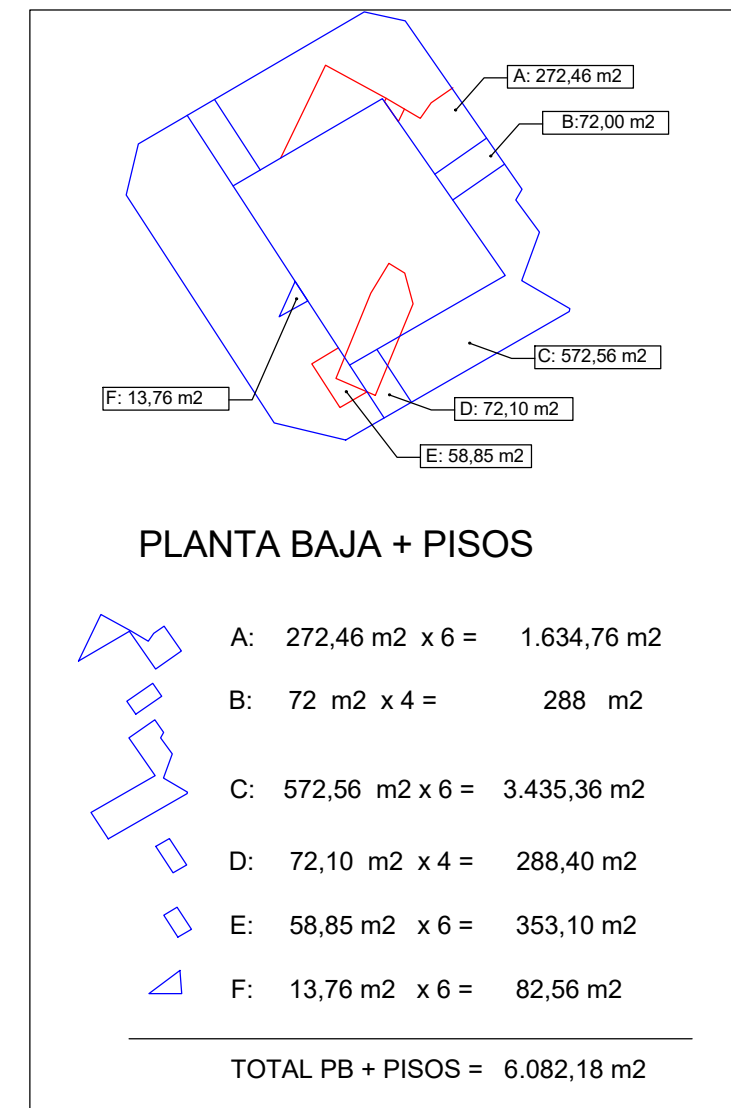 A: 272,46 m2
B:72,00 m2
C: 572,56 m2
F: 13,76 m2
D: 72,10 m2
E: 58,85 m2
PLANTA BAJA + PISOS
A: 272,46 m2 x 6 = 1.634,76 m2
B: 72 m2 x 4 = 288 m2
C: 572,56 m2 x 6 = 3.435,36 m2
D: 72,10 m2 x 4 = 288,40 m2
E: 58,85 m2 x 6 = 353,10 m2
F: 13,76 m2 x 6 = 82,56 m2
TOTAL PB + PISOS = 6.082,18 m2